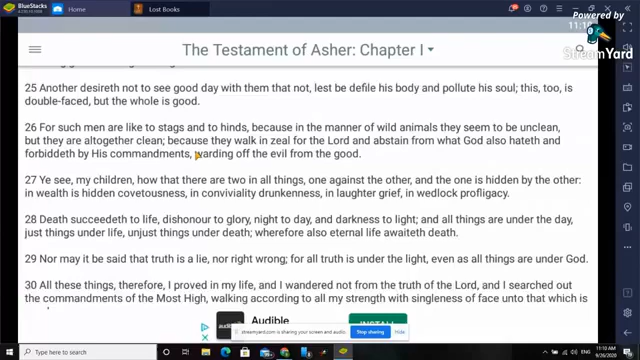 BlueStacks
Home
Lost Books
Powered by
StreamYard
The Testament of Asher: Chapter I
25 Another desireth not to see good day with them that not, lest be defile his body and pollute his soul; this, too, is
double-faced, but the whole is good.
26 For such men are like to stags and to hinds, because in the manner of wild animals they seem to be unclean,
but they are altogether clean; because they walk in zeal for the Lord and abstain from what God also hateth and
forbiddeth by His commandments, warding off the evil from the good.
27 Ye see, my children, how that there are two in all things, one against the other, and the one is hidden by the other:
in wealth is hidden covetousness, in conviviality drunkenness, in laughter grief, in wedlock profligacy.
28 Death succeedeth to life, dishonour to glory, night to day, and darkness to light; and all things are under the day,
just things under life, unjust things under death; wherefore also eternal life awaiteth death.
29 Nor may it be said that truth is a lie, nor right wrong; for all truth is under the light, even as all things are under God.
30 All these things, therefore, I proved in my life, and I wandered not from the truth of the Lord, and I searched out
the commandments of the Most High, walking according to all my strength with singleness of face unto that which is
audible
Audible
INSTALL
streamyard.com is sharing your screen and audio.
Stop sharing
Hide
Type here to search
11:10 AM
9/26/2020